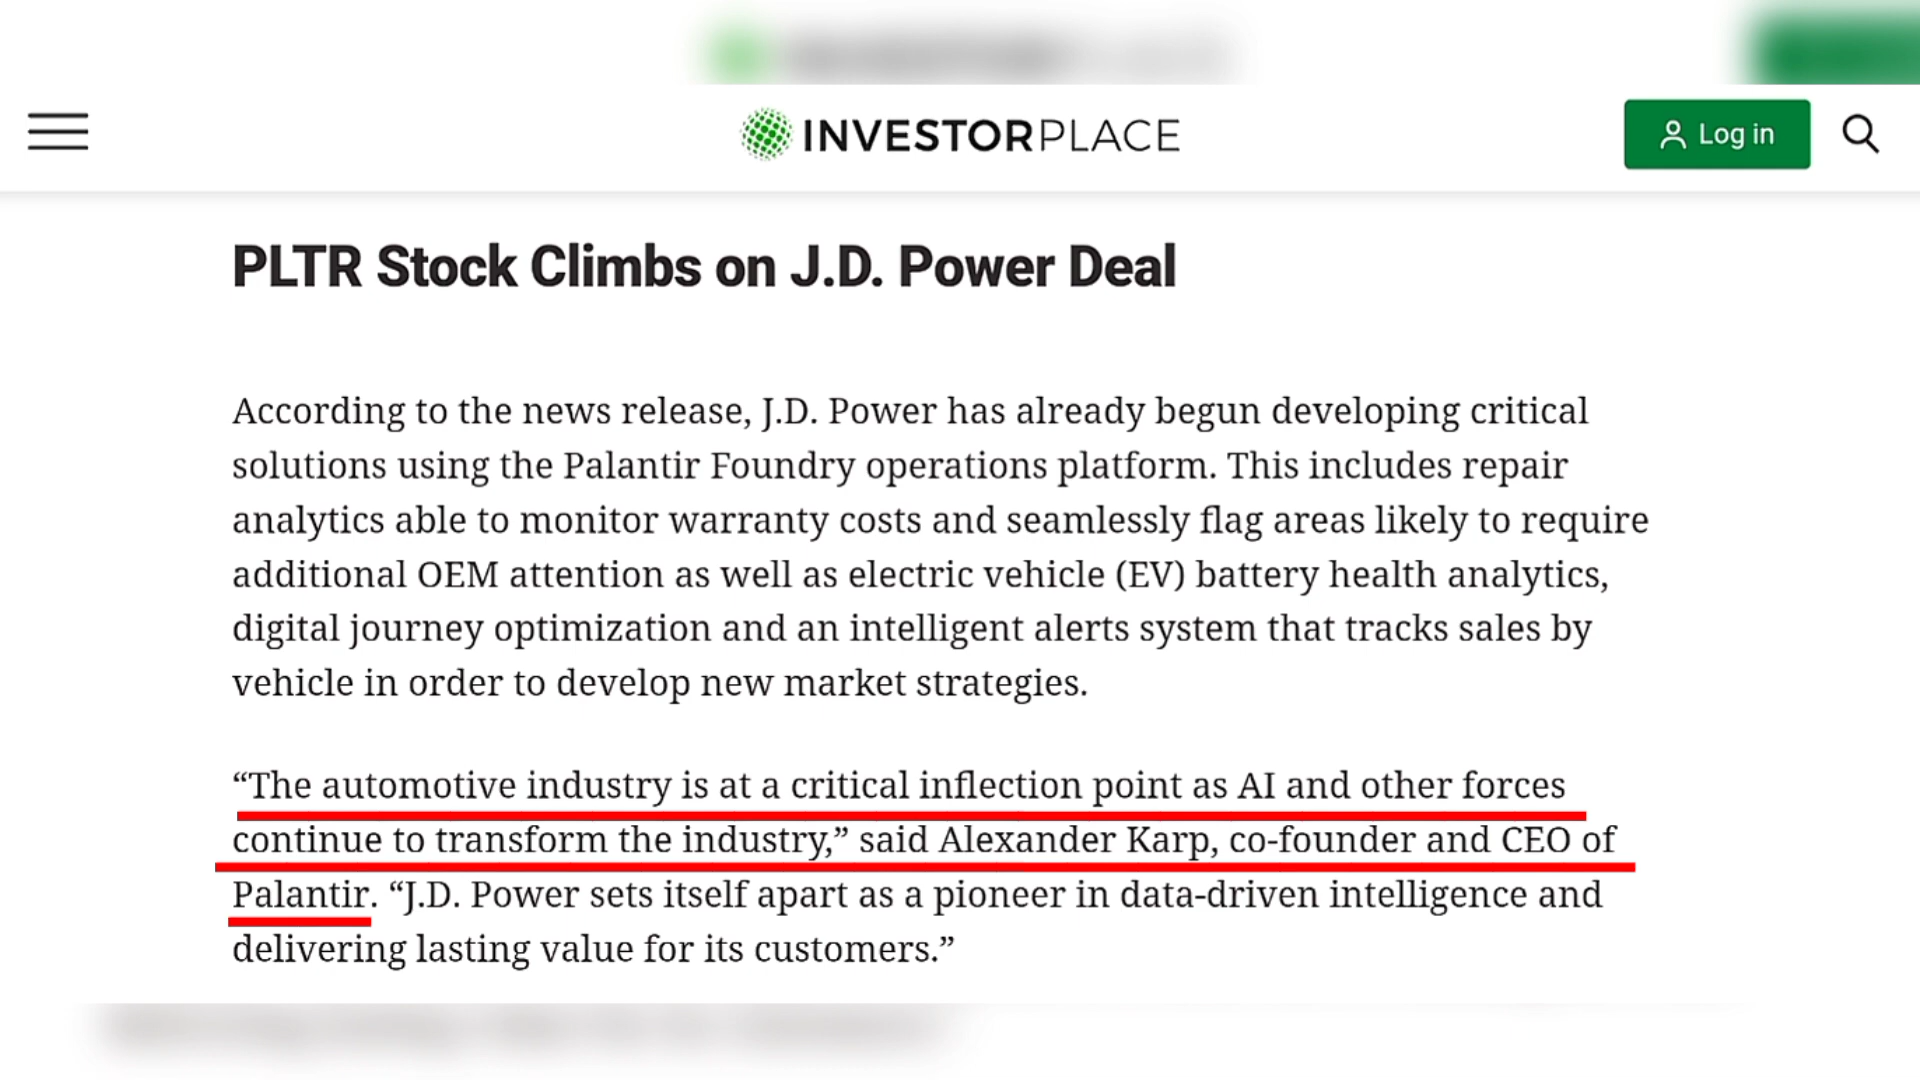 INVESTORPLACE
Log in
PLTR Stock Climbs on J.D. Power Deal
According to the news release, J.D. Power has already begun developing critical
solutions using the Palantir Foundry operations platform. This includes repair
analytics able to monitor warranty costs and seamlessly flag areas likely to require
additional OEM attention as well as electric vehicle (EV) battery health analytics,
digital journey optimization and an intelligent alerts system that tracks sales by
vehicle in order to develop new market strategies.
“The automotive industry is at a critical inflection point as AI and other forces
continue to transform the industry,” said Alexander Karp, co-founder and CEO of
Palantir. “J.D. Power sets itself apart as a pioneer in data-driven intelligence and
delivering lasting value for its customers.”